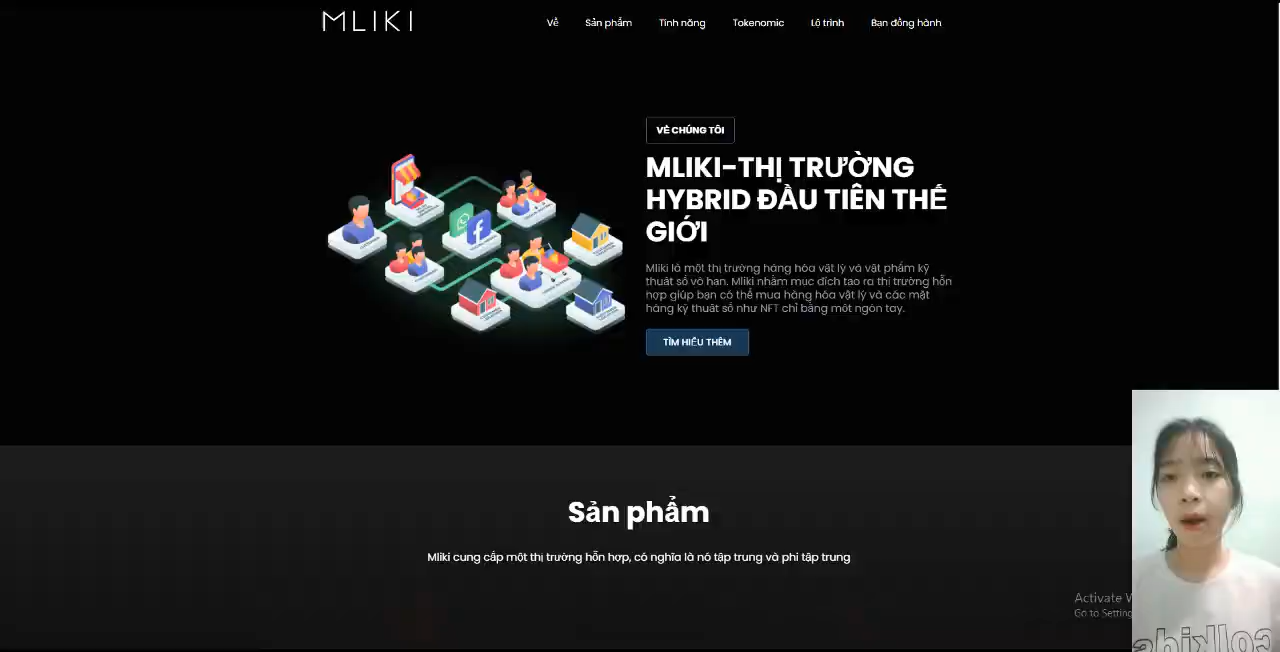 MLIKI
Về
Sản phẩm
Tính năng
Tokenomic
Lộ trình
Bạn đồng hành
VỀ CHÚNG TÔI
MLIKI-THỊ TRƯỜNG
HYBRID ĐẦU TIÊN THẾ
GIỚI
Mliki là một thị trường hàng hóa vật lý và vật phẩm kỹ
thuật số vô hạn. Mliki nhằm mục đích tạo ra thị trường hỗn
hợp giúp bạn có thể mua hàng hóa vật lý và các mặt
hàng kỹ thuật số như NFT chỉ bằng một ngón tay.
TÌM HIỂU THÊM
Sản phẩm
Mliki cung cấp một thị trường hỗn hợp, có nghĩa là nó tập trung và phi tập trung
Activate W
Go to Setting